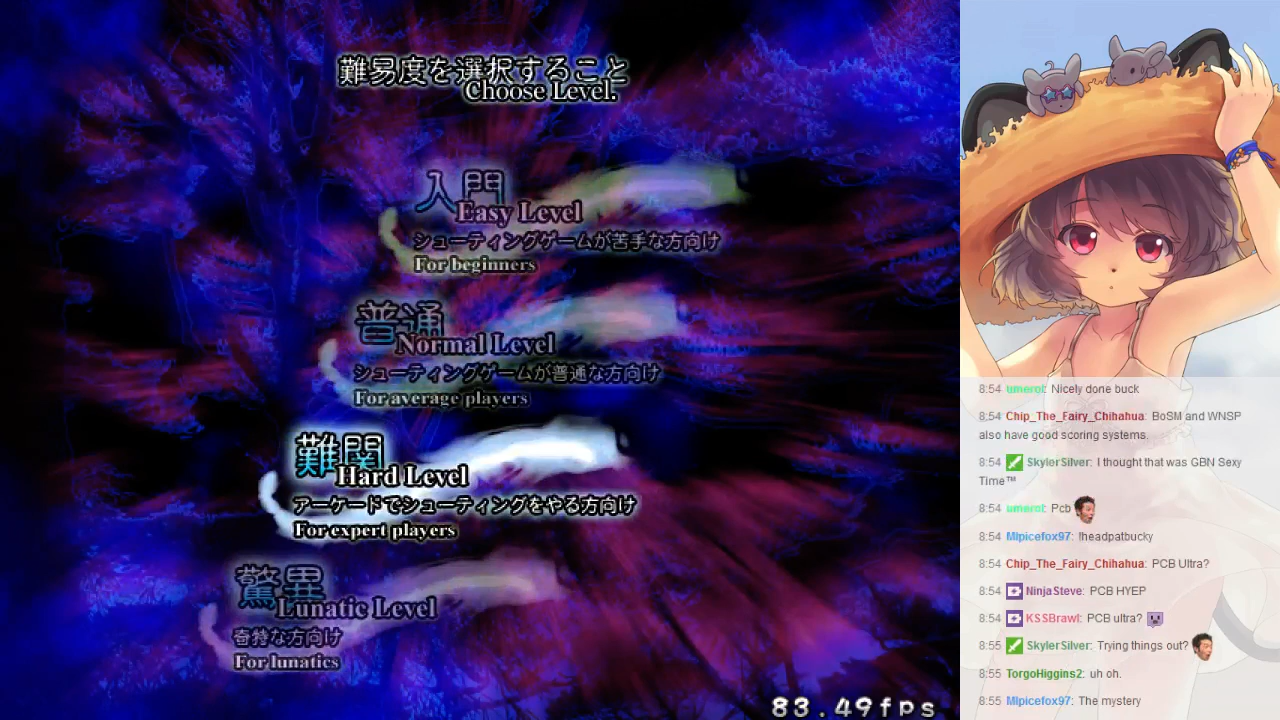 難易度を選択すること
Choose Level.
入門
Easy Level
シューティングゲームが苦手な方向け
For beginners
普通
Normal Level
シューティングゲームが普通な方向け
For average players
難関
Hard Level
アーケードでシューティングをやる方向け
For expert players
驚異
Lunatic Level
奇特な方向け
For lunatics
83.49fps
8:54 umerot: Nicely done buck
8:54 Chip_The_Fairy_Chihahua: BoSM and WNSP
also have good scoring systems.
8:54 SkylerSilver: I thought that was GBN Sexy
Time™
8:54 umerot: Pcb
8:54 Mlpicefox97: !headpatbucky
8:54 Chip_The_Fairy_Chihahua: PCB Ultra?
8:54 NinjaSteve: PCB HYEP
8:54 KSSBrawl: PCB ultra?
8:55 SkylerSilver: Trying things out?
8:55 TorgoHiggins2: uh oh.
8:55 Mlpicefox97: The mystery